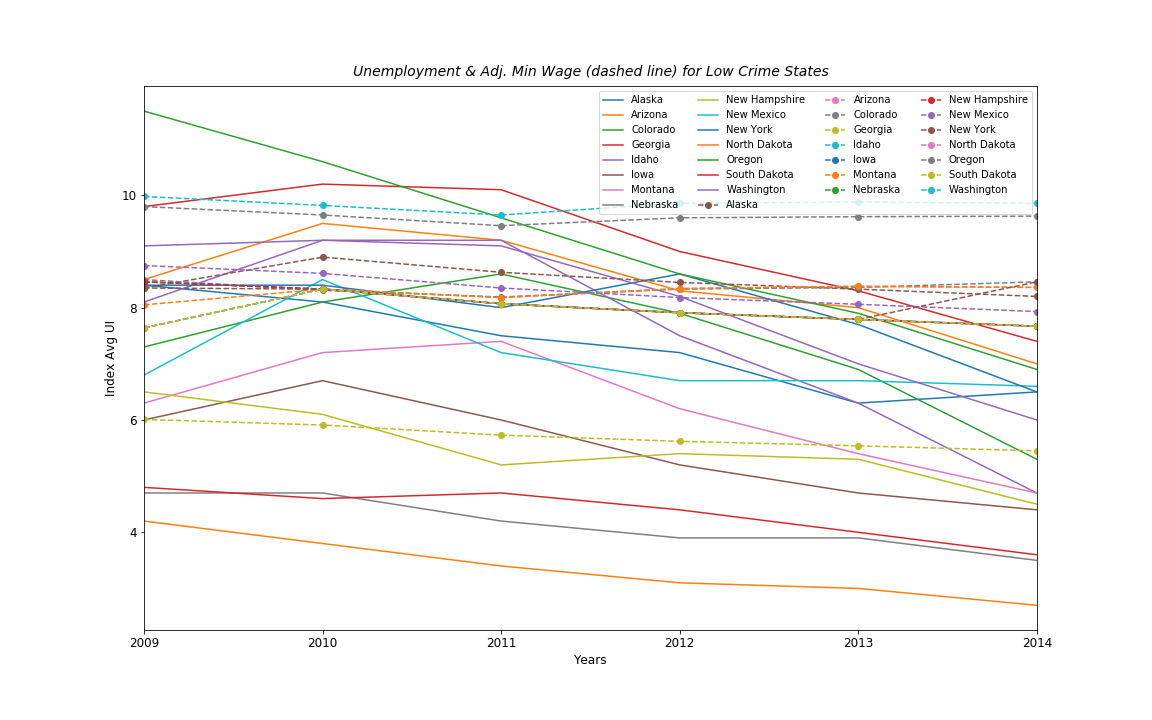 Unemployment & Adj. Min Wage (dashed line) for Low Crime States
Alaska
Arizona
Colorado
Georgia
Idaho
Iowa
Montana
Nebraska
New Hampshire
New Mexico
New York
North Dakota
Oregon
South Dakota
Washington
Alaska
Arizona
Colorado
Georgia
Idaho
Iowa
Montana
Nebraska
New Hampshire
New Mexico
New York
North Dakota
Oregon
South Dakota
Washington
Index Avg UI
10
8
6
4
2009 2010 2011 2012 2013 2014
Years